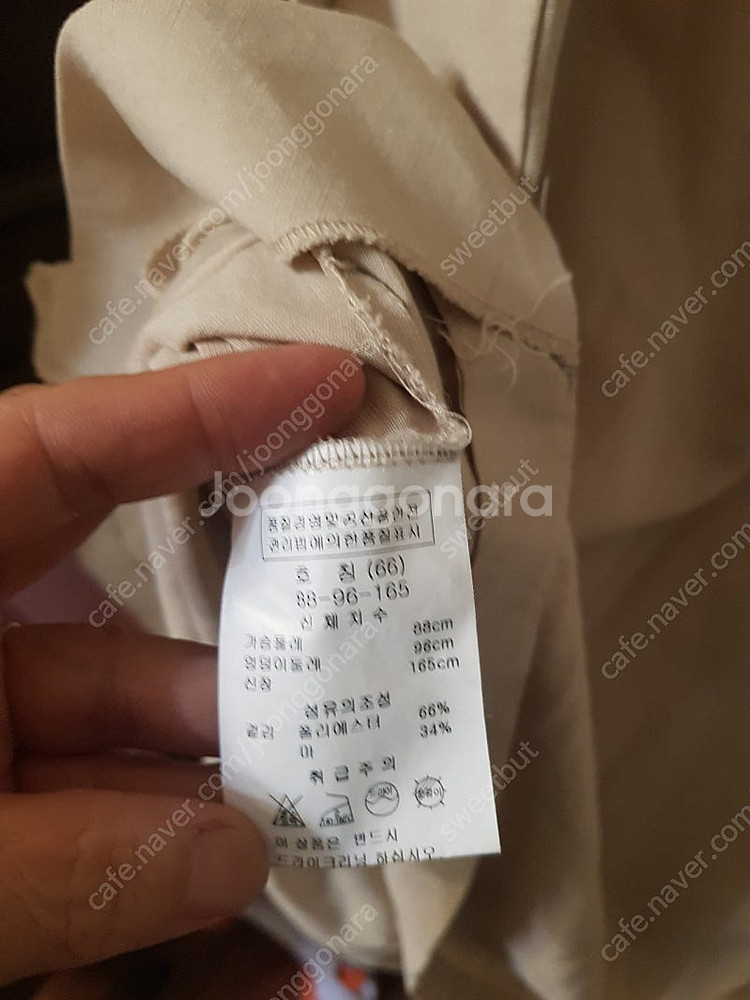 Joonggonara
cafe.naver.com/joonggonara
sweetbut
품질경영및공산품안전
관리법에의한품질표시
호 칭 (66)
88-96-165
신 체 치 수
가슴둘레 88cm
엉덩이둘레 96cm
신장 165cm
섬유의조성
겉감 폴리에스터 66%
마 34%
취 급 주 의
드라이
이 상품은 반드시
드라이크리닝 하십시오.